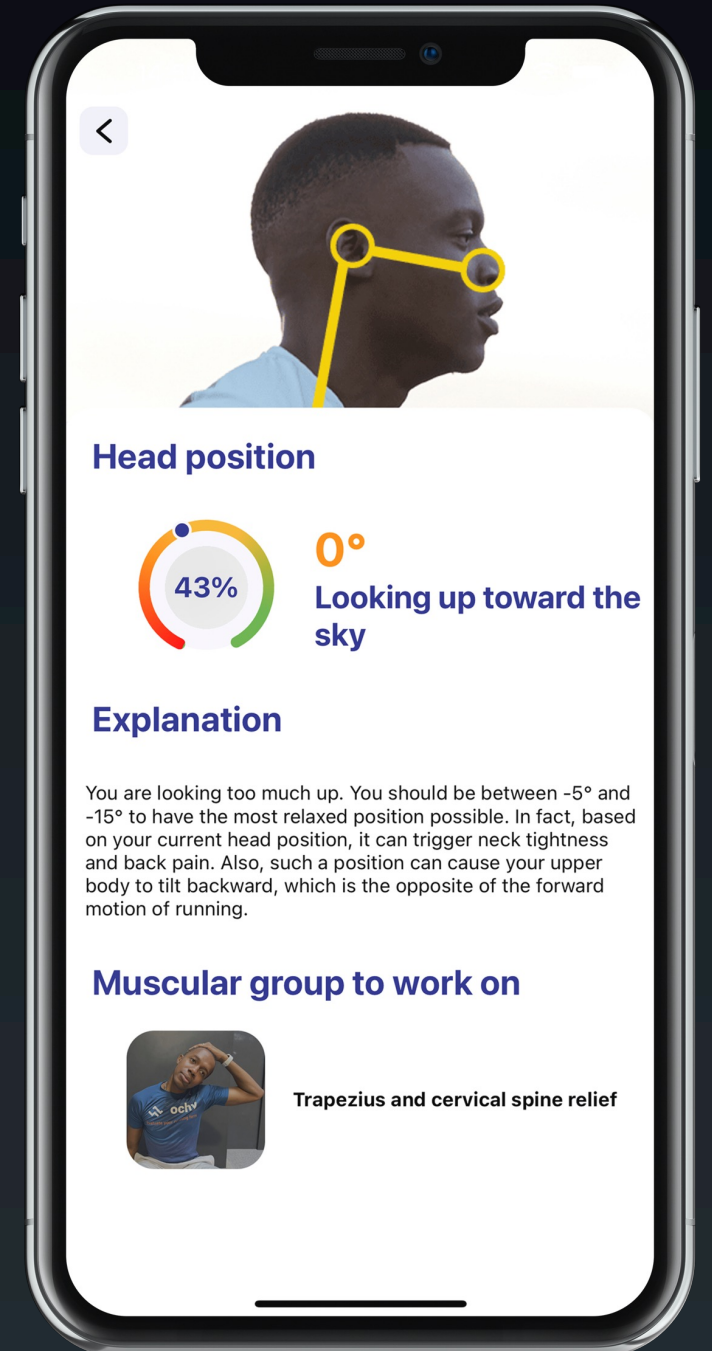 Head position
43%
0°
Looking up toward the
sky
Explanation
You are looking too much up. You should be between -5° and
-15° to have the most relaxed position possible. In fact, based
on your current head position, it can trigger neck tightness
and back pain. Also, such a position can cause your upper
body to tilt backward, which is the opposite of the forward
motion of running.
Muscular group to work on
ochy
Trapezius and cervical spine relief